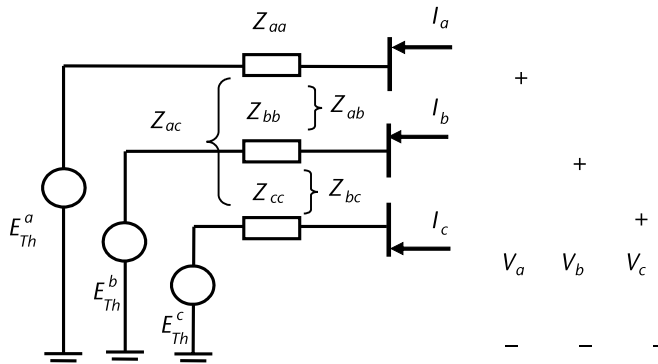 Z_aa
I_a
+
Z_ac
Z_bb
Z_ab
I_b
+
Z_cc
Z_bc
I_c
+
E_Th^a
E_Th^b
E_Th^c
V_a V_b V_c
– – –